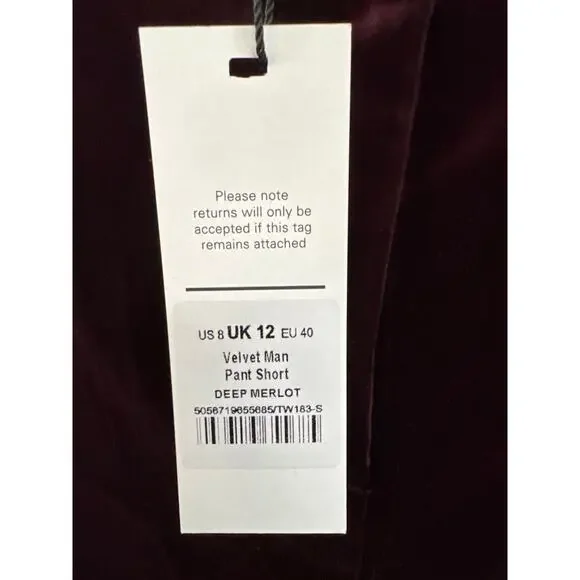 Please note
returns will only be
accepted if this tag
remains attached
US 8 UK 12 EU 40
Velvet Man
Pant Short
DEEP MERLOT
5056719655685/TW183-S